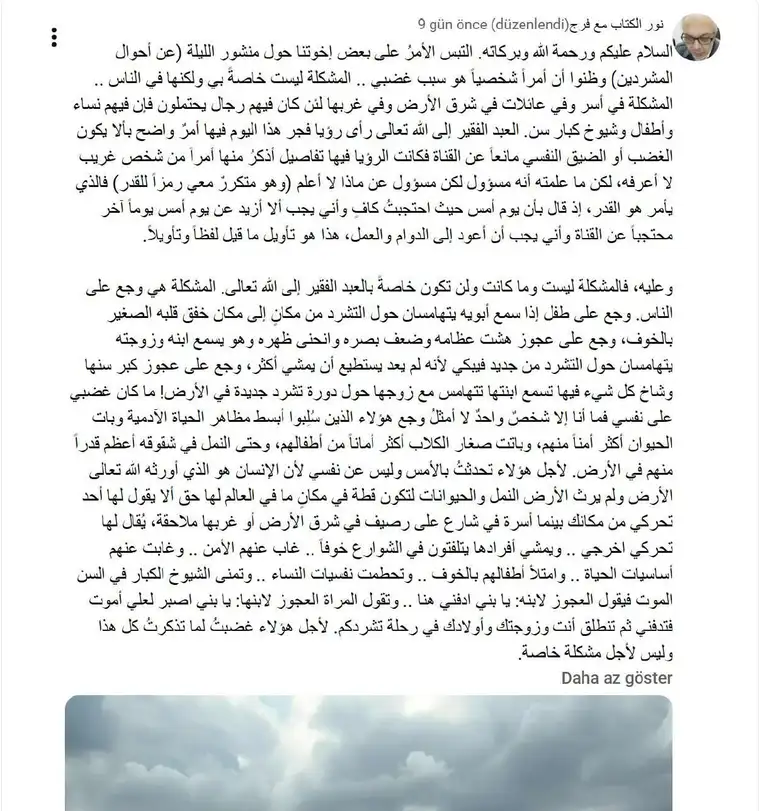 نور الكتاب مع فرج 9 gün önce (düzenlendi)
السلام عليكم ورحمة الله وبركاته. التبس الأمرُ على بعض إخوتنا حول منشور الليلة (عن أحوال
المشردين) وظنوا أن أمراً شخصياً هو سبب غضبي .. المشكلة ليست خاصةً بي ولكنها في الناس ..
المشكلة في أسر وفي عائلات في شرق الأرض وفي غربها لئن كان فيهم رجال يحتملون فإن فيهم نساء
وأطفال وشيوخ كبار سن. العبد الفقير إلى الله تعالى رأى رؤيا فجر هذا اليوم فيها أمرٌ واضح بألا يكون
الغضب أو الضيق النفسي مانعاً عن القناة فكانت الرؤيا فيها تفاصيل أذكرُ منها أمرآ من شخص غريب
لا أعرفه، لكن ما علمته أنه مسؤول لكن مسؤول عن ماذا لا أعلم (وهو متكررٌ معي رمزاً للقدر) فالذي
يأمر هو القدر، إذ قال بأن يوم أمس حيث احتجبتُ كافٍ وأني يجب ألا أزيد عن يوم أمس يوماً آخر
محتجباً عن القناة وأني يجب أن أعود إلى الدوام والعمل، هذا هو تأويل ما قيل لفظاً وتأويلاً.
وعليه، فالمشكلة ليست وما كانت ولن تكون خاصةً بالعبد الفقير إلى الله تعالى. المشكلة هي وجع على
الناس. وجع على طفل إذا سمع أبويه يتهامسان حول التشرد من مكانٍ إلى مكان خفق قلبه الصغير
بالخوف، وجع على عجوز هشت عظامه وضعف بصره وانحنى ظهره وهو يسمع ابنه وزوجته
يتهامسان حول التشرد من جديد فيبكي لأنه لم يعد يستطيع أن يمشي أكثر، وجع على عجوز كبر سنها
وشاخ كل شيء فيها تسمع ابنتها تتهامس مع زوجها حول دورة تشرد جديدة في الأرض! ما كان غضبي
على نفسي فما أنا إلا شخصٌ واحدٌ لا أمثلُ وجع هؤلاء الذين سُلِبوا أبسط مظاهر الحياة الآدمية وبات
الحيوان أكثر أمناً منهم، وباتت صغار الكلاب أكثر أماناً من أطفالهم، وحتى النمل في شقوقه أعظم قدراً
منهم في الأرض. لأجل هؤلاء تحدثتُ بالأمس وليس عن نفسي لأن الإنسان هو الذي أورثه الله تعالى
الأرض ولم يرث الأرض النمل والحيوانات لتكون قطة في مكانٍ ما في العالم لها حق ألا يقول لها أحد
تحركي من مكانك بينما أسرة في شارع على رصيف في شرق الأرض أو غربها ملاحقة، يُقال لها
تحركي اخرجي .. ويمشي أفرادها يتلفتون في الشوارع خوفاً .. غاب عنهم الأمن .. وغابت عنهم
أساسيات الحياة .. وامتلأ أطفالهم بالخوف .. وتحطمت نفسيات النساء .. وتمنى الشيوخ الكبار في السن
الموت فيقول العجوز لابنه: يا بني ادفني هنا .. وتقول المراة العجوز لابنها: يا بني اصبر لعلي أموت
فتدفني ثم تنطلق أنت وزوجتك وأولادك في رحلة تشردكم. لأجل هؤلاء غضبتُ لما تذكرتُ كل هذا
وليس لأجل مشكلة خاصة.
Daha az göster